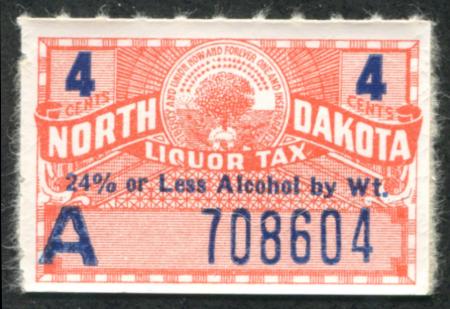 4 4
CENTS CENTS
LIBERTY AND UNION NOW AND FOREVER ONE AND INSEPARABLE
NORTH DAKOTA
LIQUOR TAX
24% or Less Alcohol by Wt.
A 708604